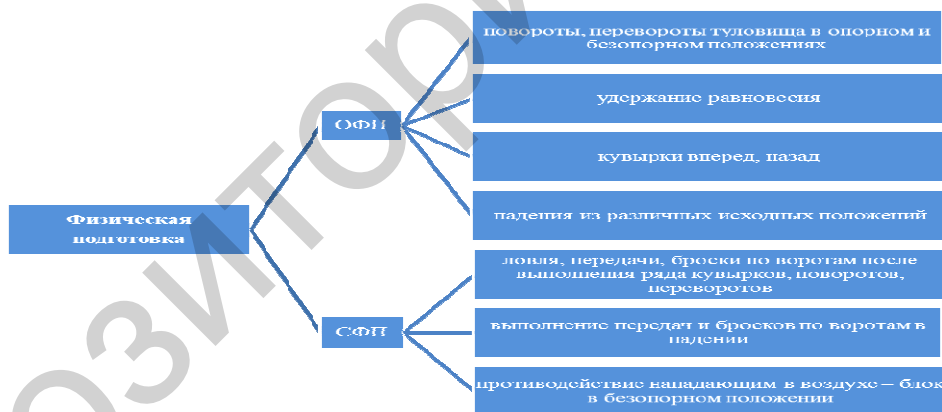 повороты, перевороты туловища в опорном и
безопорном положениях
удержание равновесия
ОФП
кувырки вперед, назад
Физическая
подготовка
падения из различных исходных положений
ловля, передачи, броски по воротам после
выполнения ряда кувырков, поворотов,
переворотов
СФП
выполнение передач и бросков по воротам в
падении
противодействие нападающим в воздухе – блок
в безопорном положении